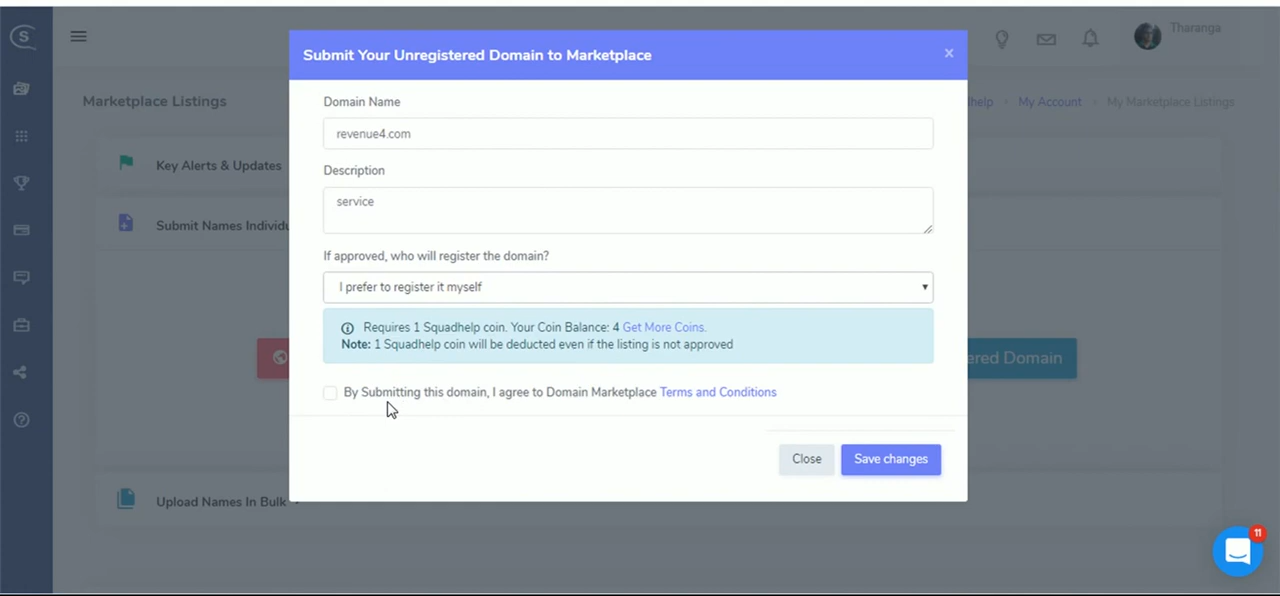 S
Submit Your Unregistered Domain to Marketplace
×
Tharanga
Marketplace Listings
lhelp
My Account
My Marketplace Listings
Domain Name
revenue4.com
Key Alerts & Updates
Description
service
Submit Names Individu
If approved, who will register the domain?
I prefer to register it myself
Requires 1 Squadhelp coin. Your Coin Balance: 4 Get More Coins.
Note: 1 Squadhelp coin will be deducted even if the listing is not approved
ered Domain
By Submitting this domain, I agree to Domain Marketplace Terms and Conditions
Close
Save changes
Upload Names In Bulk
11